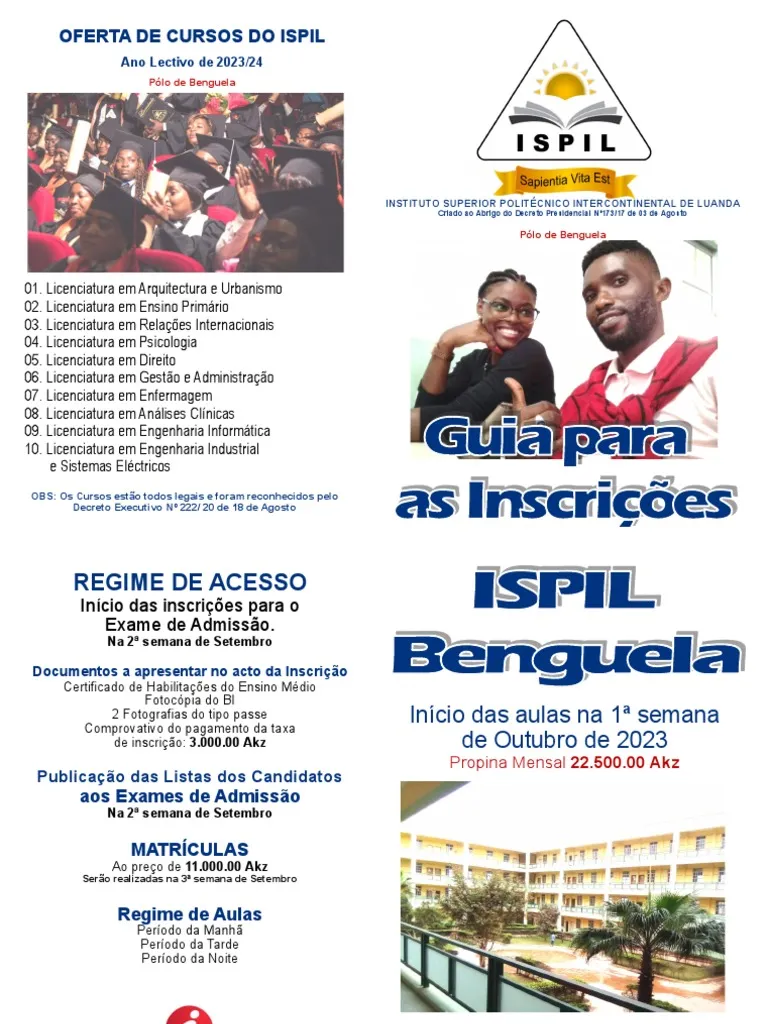 OFERTA DE CURSOS DO ISPIL
Ano Lectivo de 2023/24
Pólo de Benguela
01. Licenciatura em Arquitectura e Urbanismo
02. Licenciatura em Ensino Primário
03. Licenciatura em Relações Internacionais
04. Licenciatura em Psicologia
05. Licenciatura em Direito
06. Licenciatura em Gestão e Administração
07. Licenciatura em Enfermagem
08. Licenciatura em Análises Clínicas
09. Licenciatura em Engenharia Informática
10. Licenciatura em Engenharia Industrial
e Sistemas Eléctricos
OBS: Os Cursos estão todos legais e foram reconhecidos pelo
Decreto Executivo Nº 222/ 20 de 18 de Agosto
REGIME DE ACESSO
Início das inscrições para o
Exame de Admissão.
Na 2ª semana de Setembro
Documentos a apresentar no acto da Inscrição
Certificado de Habilitações do Ensino Médio
Fotocópia do BI
2 Fotografias do tipo passe
Comprovativo do pagamento da taxa
de inscrição: 3.000.00 Akz
Publicação das Listas dos Candidatos
aos Exames de Admissão
Na 2ª semana de Setembro
MATRÍCULAS
Ao preço de 11.000.00 Akz
Serão realizadas na 3ª semana de Setembro
Regime de Aulas
Período da Manhã
Período da Tarde
Período da Noite
ISPIL
Sapientia Vita Est
INSTITUTO SUPERIOR POLITÉCNICO INTERCONTINENTAL DE LUANDA
Criado ao Abrigo do Decreto Presidencial Nº173/17 de 03 de Agosto
Pólo de Benguela
Guia para
as Inscrições
ISPIL
Benguela
Início das aulas na 1ª semana
de Outubro de 2023
Propina Mensal 22.500.00 Akz